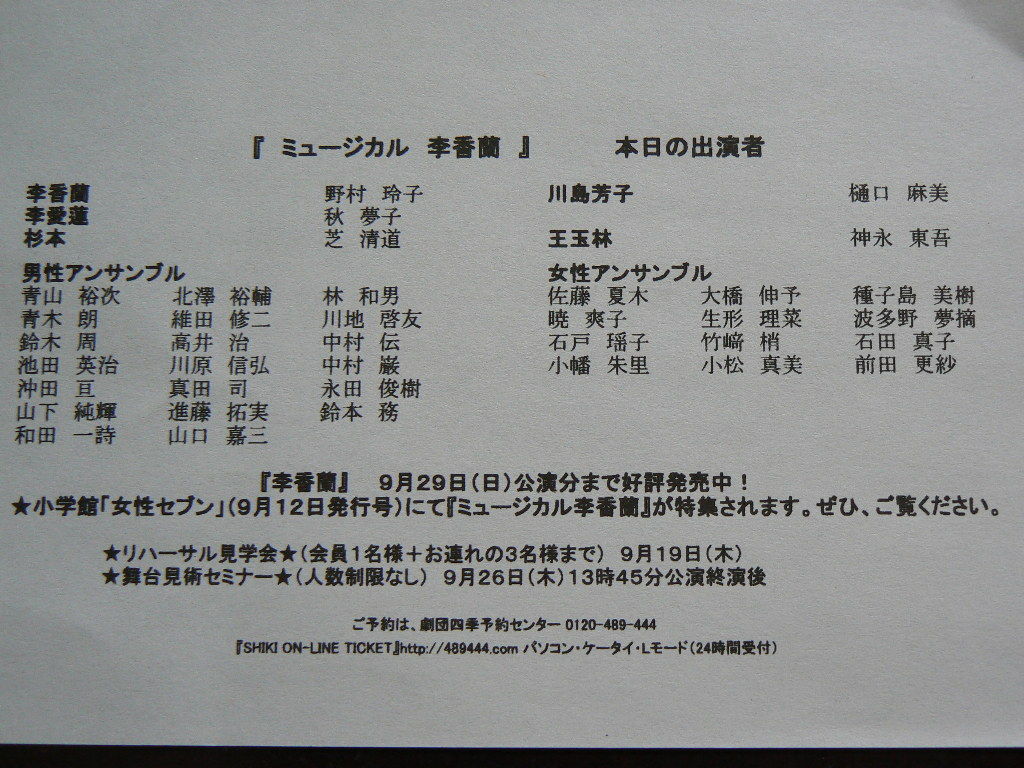 『 ミュージカル 李香蘭 』 本日の出演者
李香蘭 野村 玲子 川島芳子 樋口 麻美
李愛蓮 秋 夢子
杉本 芝 清道 王玉林 神永 東吾
男性アンサンブル 女性アンサンブル
青山 裕次 北澤 裕輔 林 和男 佐藤 夏木 大橋 伸予 種子島 美樹
青木 朗 維田 修二 川地 啓友 暁 爽子 生形 理菜 波多野 夢摘
鈴木 周 高井 治 中村 伝 石戸 瑶子 竹﨑 梢 石田 真子
池田 英治 川原 信弘 中村 巌 小幡 朱里 小松 真美 前田 更紗
沖田 亘 真田 司 永田 俊樹
山下 純輝 進藤 拓実 鈴本 務
和田 一詩 山口 嘉三
『李香蘭』 9月29日(日)公演分まで好評発売中!
★小学館「女性セブン」(9月12日発行号)にて『ミュージカル李香蘭』が特集されます。ぜひ、ご覧ください。
★リハーサル見学会★(会員1名様+お連れの3名様まで) 9月19日(木)
★舞台見術セミナー★(人数制限なし) 9月26日(木)13時45分公演終演後
ご予約は、劇団四季予約センター 0120-489-444
『SHIKI ON-LINE TICKET』http://489444.com パソコン・ケータイ・Lモード(24時間受付)